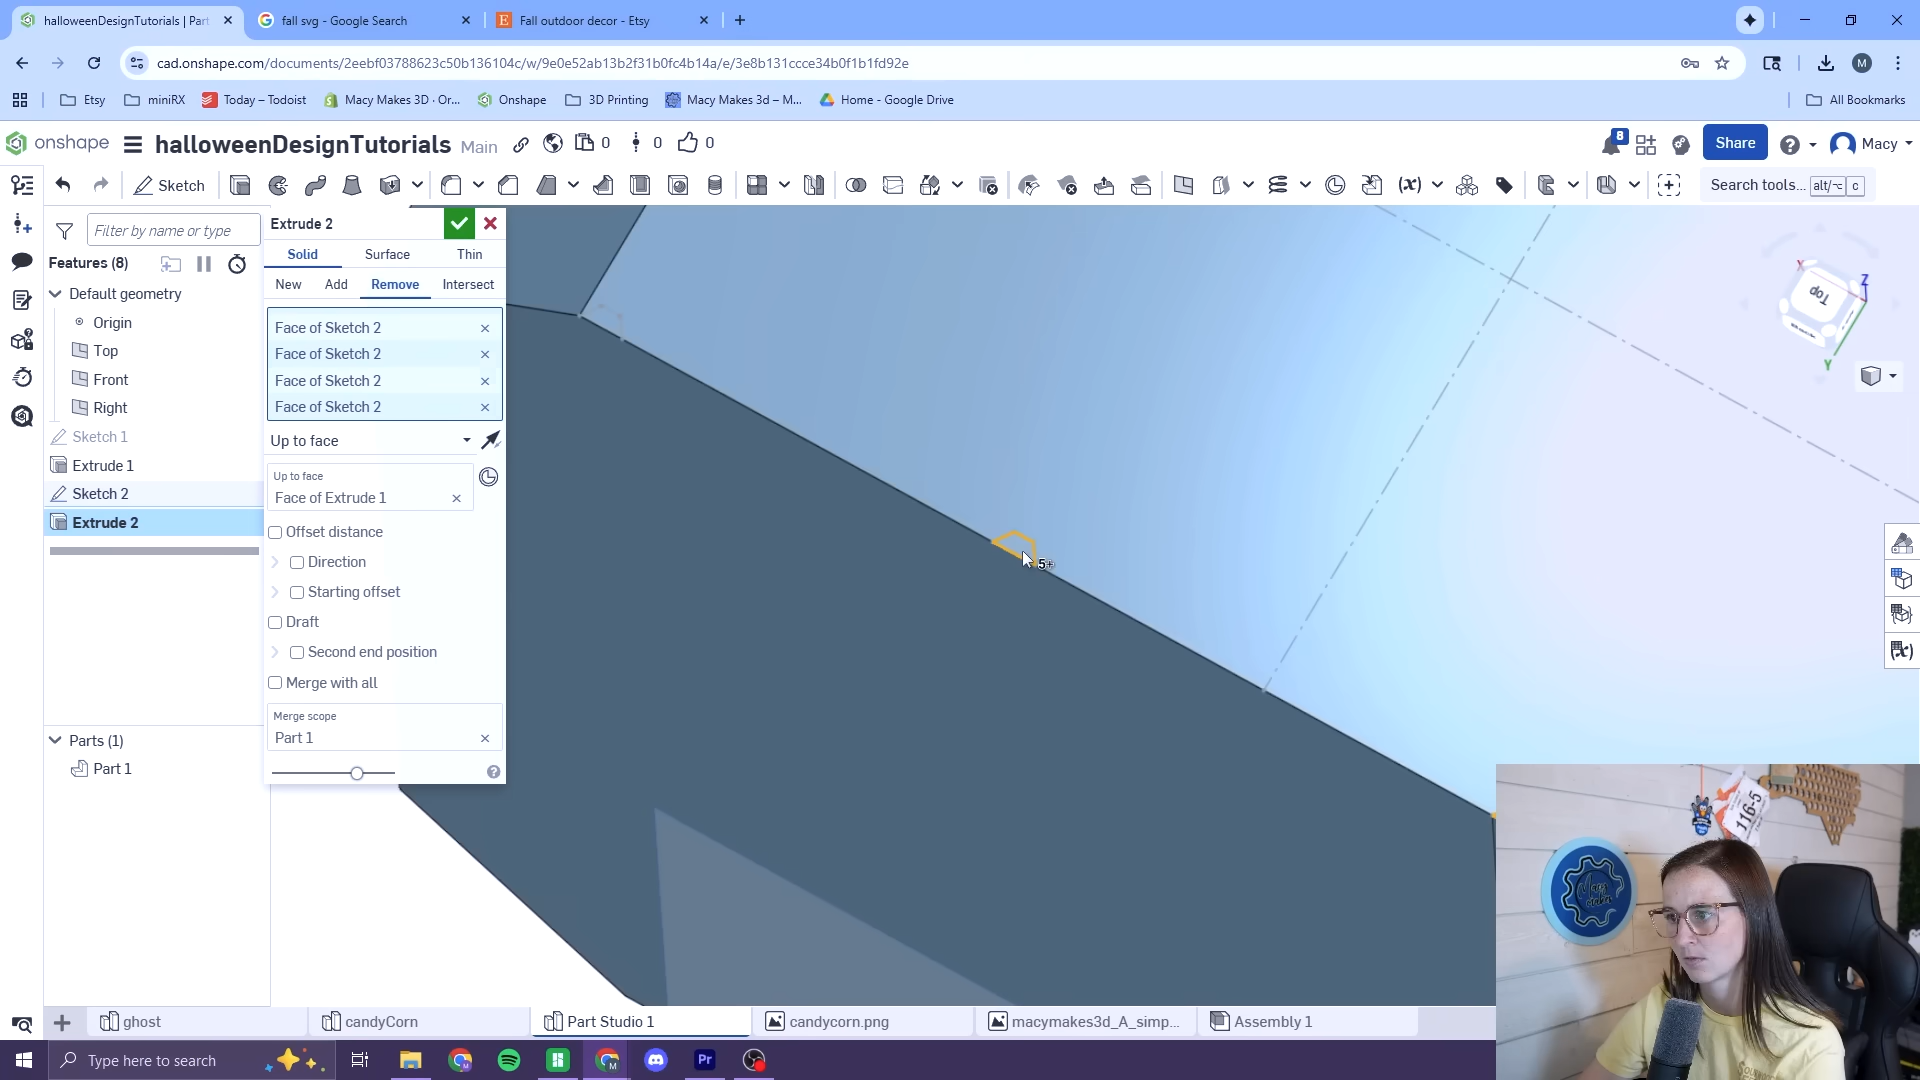 halloweenDesignTutorials | Part
fall svg - Google Search
Fall outdoor decor - Etsy
cad.onshape.com/documents/2eebf03788623c50b136104c/w/9e0e52ab13b2f31b0fc4b14a/e/3e8b131ccce34b0f1b1fd92e
M
Etsy
miniRX
Today – Todoist
Macy Makes 3D · Or...
Onshape
3D Printing
Macy Makes 3d – M...
Home - Google Drive
All Bookmarks
onshape
halloweenDesignTutorials Main
0
0
0
8
Share
Macy
Sketch
Search tools... alt/⌥ c
Filter by name or type
Features (8)
Default geometry
Origin
Top
Front
Right
Sketch 1
Extrude 1
Sketch 2
Extrude 2
Parts (1)
Part 1
Extrude 2
Solid Surface Thin
New Add Remove Intersect
Face of Sketch 2
Face of Sketch 2
Face of Sketch 2
Face of Sketch 2
Up to face
Up to face
Face of Extrude 1
Offset distance
Direction
Starting offset
Draft
Second end position
Merge with all
Merge scope
Part 1
5+
X
Z
Top
Y
116-5
Macy
makes
ghost
candyCorn
Part Studio 1
candycorn.png
macymakes3d_A_simp...
Assembly 1
Type here to search
Pr